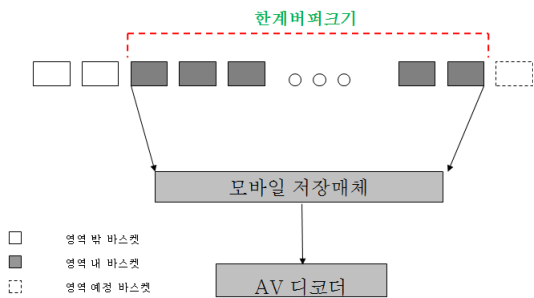 한계버퍼크기
모바일 저장매체
영역 밖 바스켓
영역 내 바스켓
영역 예정 바스켓
AV 디코더